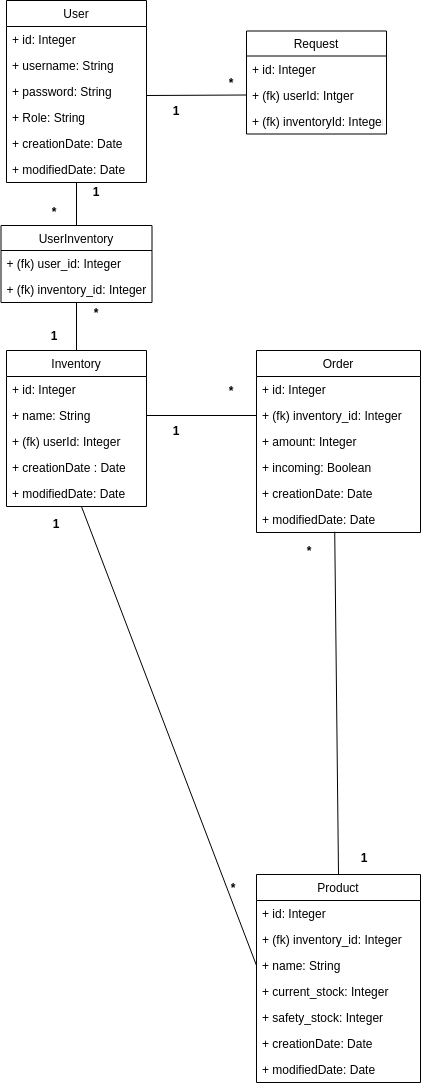 User
+ id: Integer
+ username: String
+ password: String
+ Role: String
+ creationDate: Date
+ modifiedDate: Date
Request
+ id: Integer
+ (fk) userId: Intger
+ (fk) inventoryId: Intege
*
1
1
*
UserInventory
+ (fk) user_id: Integer
+ (fk) inventory_id: Integer
*
1
Inventory
+ id: Integer
+ name: String
+ (fk) userId: Integer
+ creationDate : Date
+ modifiedDate: Date
*
1
Order
+ id: Integer
+ (fk) inventory_id: Integer
+ amount: Integer
+ incoming: Boolean
+ creationDate: Date
+ modifiedDate: Date
1
*
1
*
Product
+ id: Integer
+ (fk) inventory_id: Integer
+ name: String
+ current_stock: Integer
+ safety_stock: Integer
+ creationDate: Date
+ modifiedDate: Date